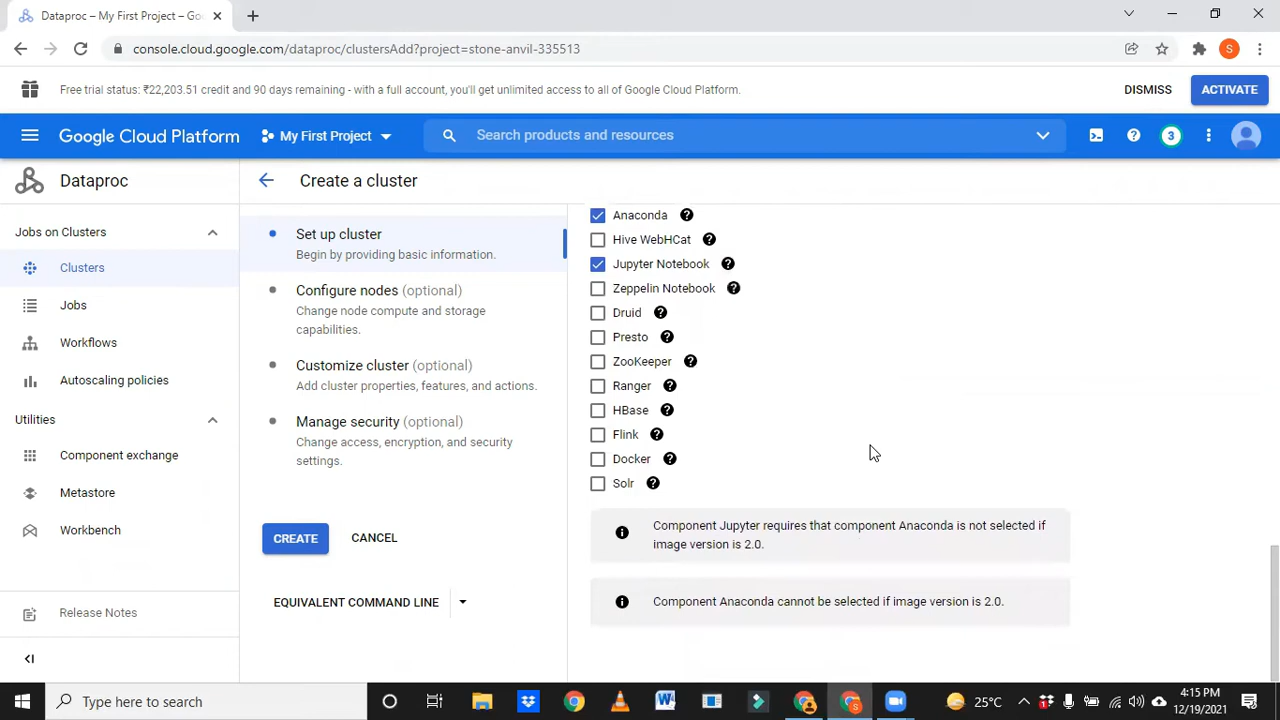 Dataproc – My First Project – Goo
console.cloud.google.com/dataproc/clustersAdd?project=stone-anvil-335513
S
Free trial status: ₹22,203.51 credit and 90 days remaining - with a full account, you'll get unlimited access to all of Google Cloud Platform.
DISMISS
ACTIVATE
Google Cloud Platform
My First Project
Search products and resources
3
Dataproc
Create a cluster
Jobs on Clusters
Clusters
Jobs
Workflows
Autoscaling policies
Utilities
Component exchange
Metastore
Workbench
Release Notes
Set up cluster
Begin by providing basic information.
Configure nodes (optional)
Change node compute and storage
capabilities.
Customize cluster (optional)
Add cluster properties, features, and actions.
Manage security (optional)
Change access, encryption, and security
settings.
CREATE
CANCEL
EQUIVALENT COMMAND LINE
Anaconda
Hive WebHCat
Jupyter Notebook
Zeppelin Notebook
Druid
Presto
ZooKeeper
Ranger
HBase
Flink
Docker
Solr
Component Jupyter requires that component Anaconda is not selected if
image version is 2.0.
Component Anaconda cannot be selected if image version is 2.0.
Type here to search
25°C
4:15 PM
12/19/2021